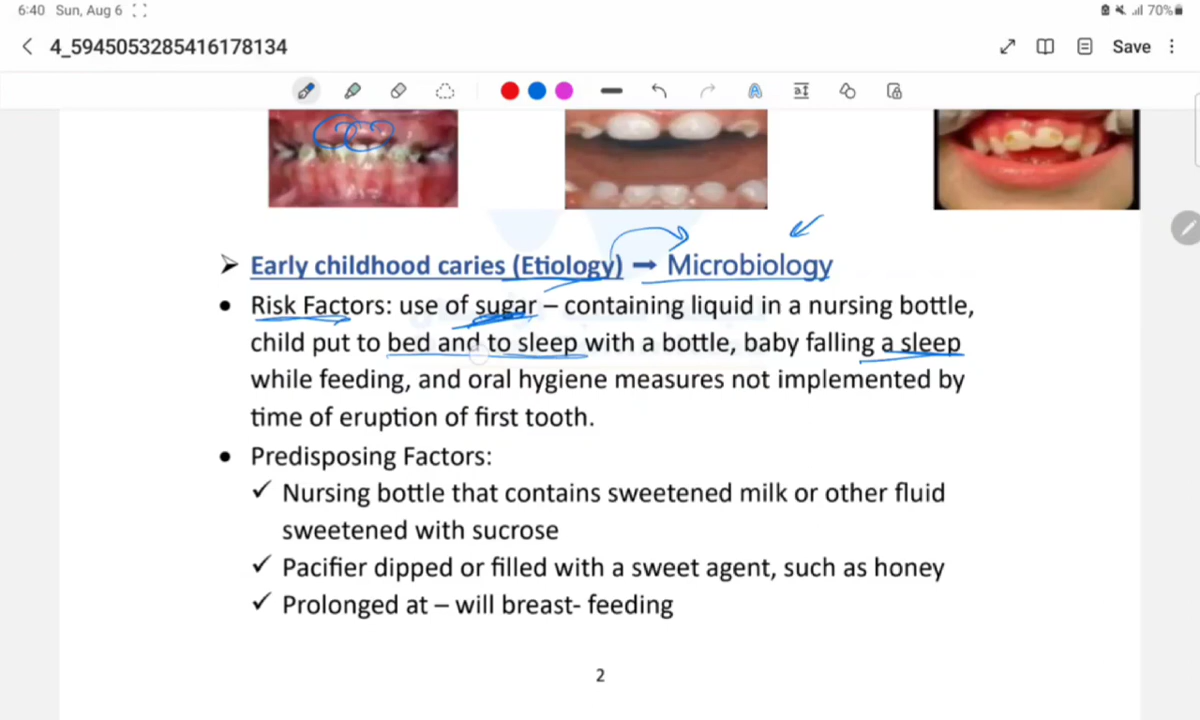 6:40 Sun, Aug 6 70%
4_5945053285416178134 Save
➢ Early childhood caries (Etiology) → Microbiology
• Risk Factors: use of sugar – containing liquid in a nursing bottle,
child put to bed and to sleep with a bottle, baby falling a sleep
while feeding, and oral hygiene measures not implemented by
time of eruption of first tooth.
• Predisposing Factors:
✓ Nursing bottle that contains sweetened milk or other fluid
sweetened with sucrose
✓ Pacifier dipped or filled with a sweet agent, such as honey
✓ Prolonged at – will breast- feeding
2